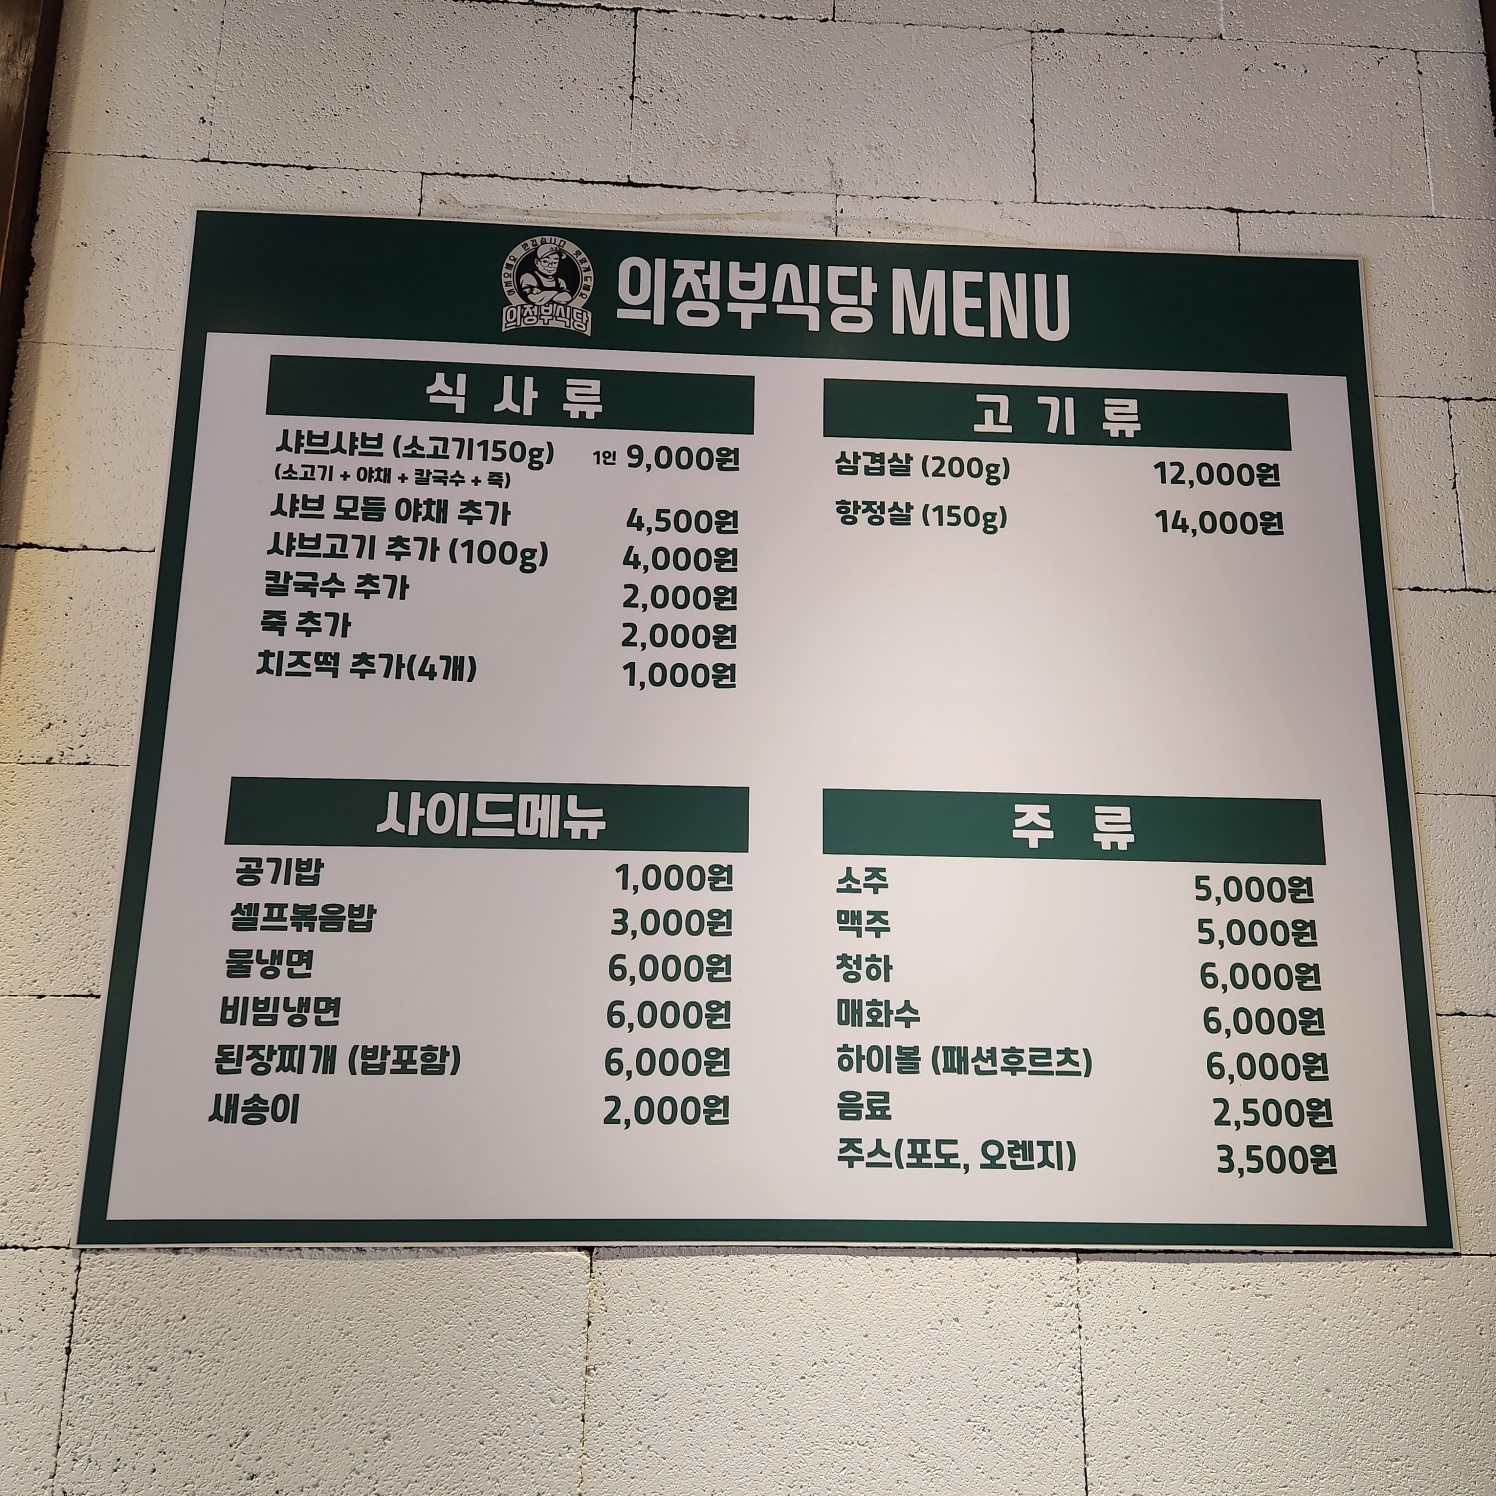 의정부식당
의정부식당 MENU
식사류
샤브샤브 (소고기150g) 1인 9,000원
(소고기 + 야채 + 칼국수 + 죽)
샤브 모듬 야채 추가 4,500원
샤브고기 추가 (100g) 4,000원
칼국수 추가 2,000원
죽 추가 2,000원
치즈떡 추가(4개) 1,000원
고기류
삼겹살 (200g) 12,000원
항정살 (150g) 14,000원
사이드메뉴
공기밥 1,000원
셀프볶음밥 3,000원
물냉면 6,000원
비빔냉면 6,000원
된장찌개 (밥포함) 6,000원
새송이 2,000원
주류
소주 5,000원
맥주 5,000원
청하 6,000원
매화수 6,000원
하이볼 (패션후르츠) 6,000원
음료 2,500원
주스(포도, 오렌지) 3,500원